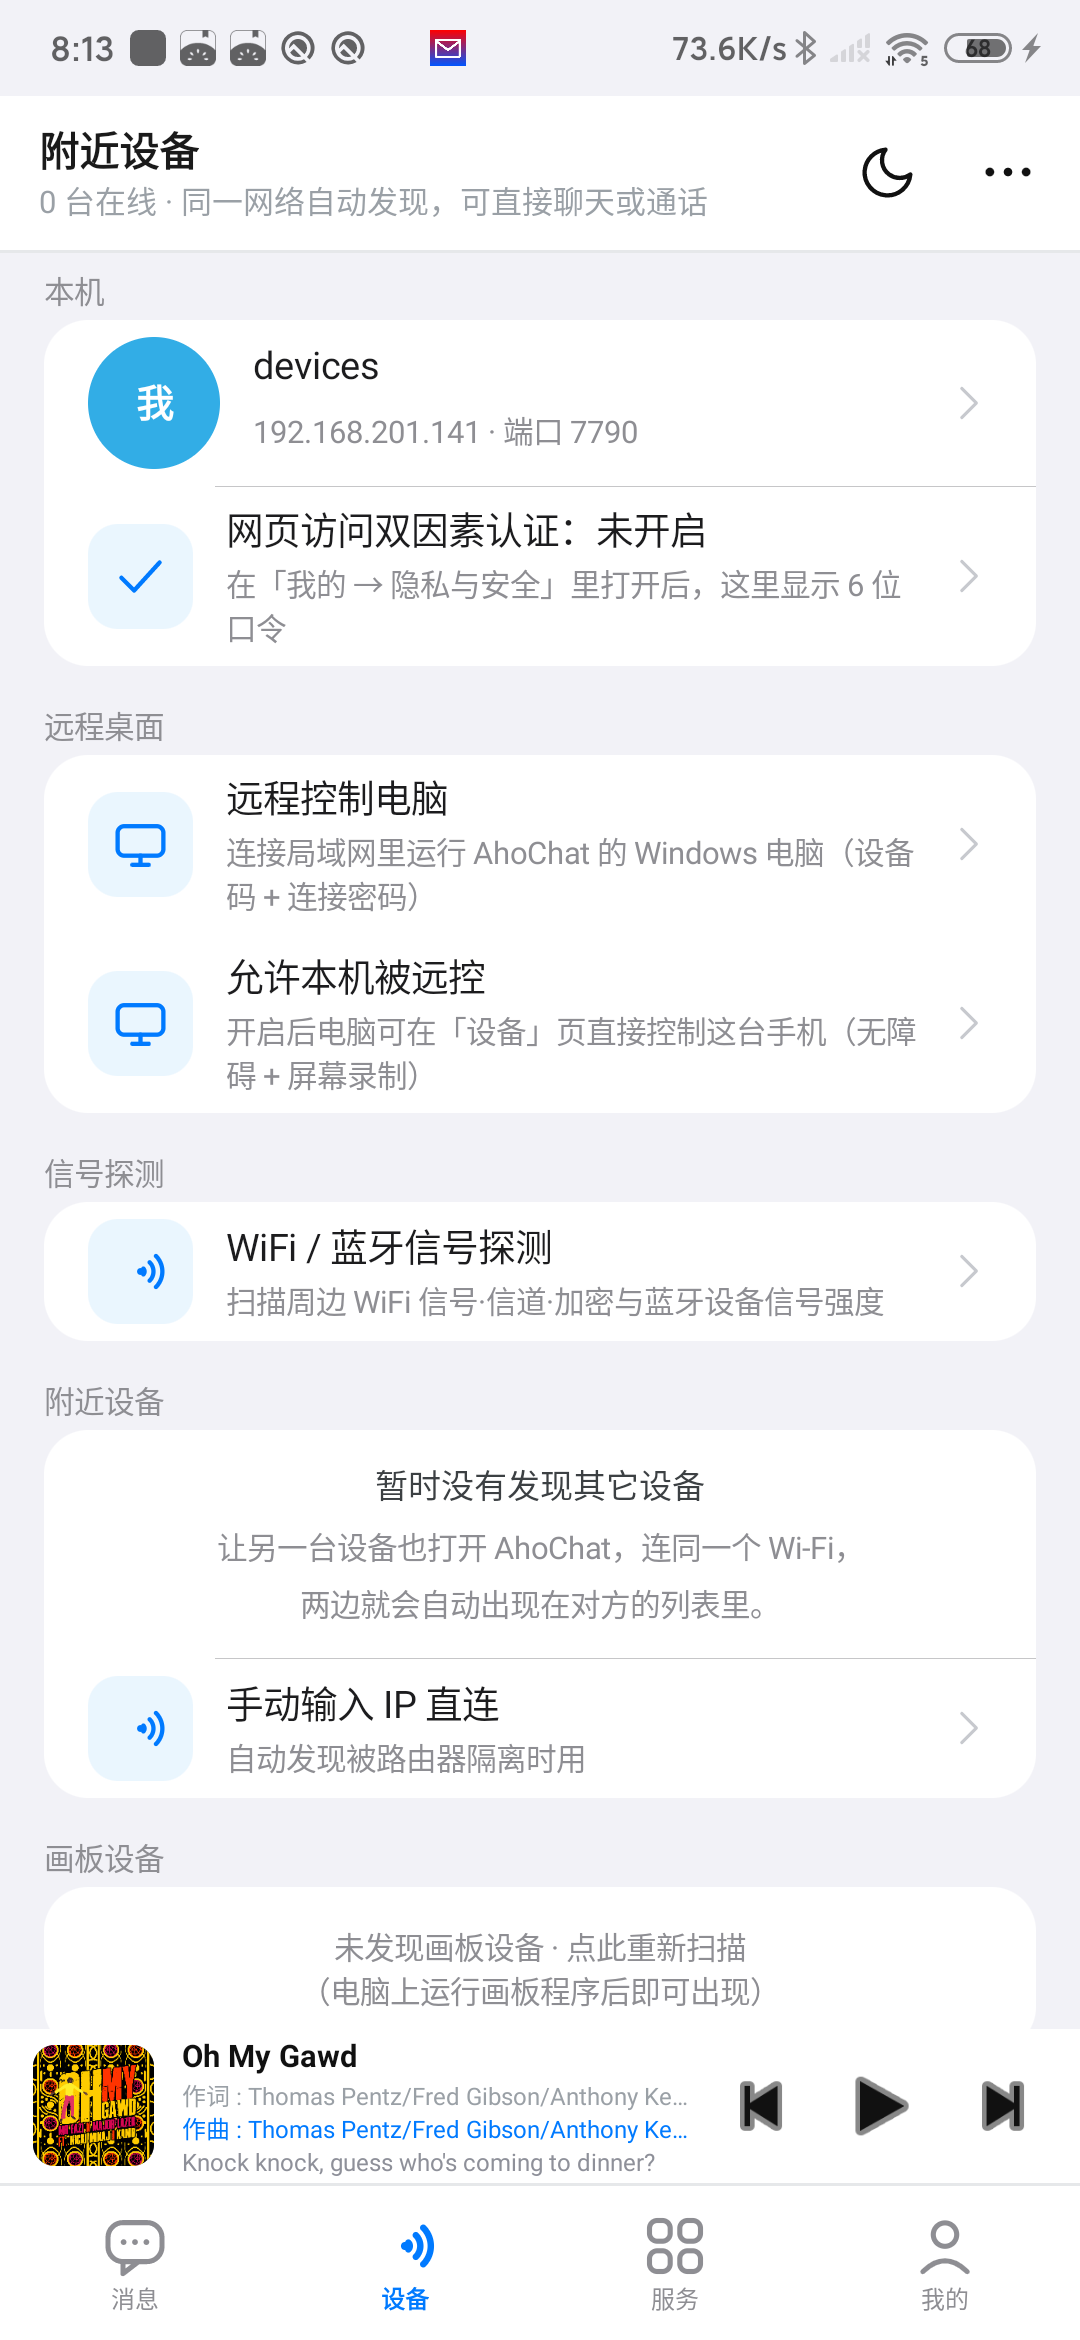 8:13
73.6K/s
5
68
附近设备
0 台在线 · 同一网络自动发现，可直接聊天或通话
本机
我
devices
192.168.201.141 · 端口 7790
网页访问双因素认证：未开启
在「我的 → 隐私与安全」里打开后，这里显示 6 位
口令
远程桌面
远程控制电脑
连接局域网里运行 AhoChat 的 Windows 电脑（设备
码 + 连接密码）
允许本机被远控
开启后电脑可在「设备」页直接控制这台手机（无障
碍 + 屏幕录制）
信号探测
WiFi / 蓝牙信号探测
扫描周边 WiFi 信号·信道·加密与蓝牙设备信号强度
附近设备
暂时没有发现其它设备
让另一台设备也打开 AhoChat，连同一个 Wi-Fi，
两边就会自动出现在对方的列表里。
手动输入 IP 直连
自动发现被路由器隔离时用
画板设备
未发现画板设备 · 点此重新扫描
（电脑上运行画板程序后即可出现）
OH MY
GAWD
Oh My Gawd
作词 : Thomas Pentz/Fred Gibson/Anthony Ke...
作曲 : Thomas Pentz/Fred Gibson/Anthony Ke...
Knock knock, guess who's coming to dinner?
消息
设备
服务
我的